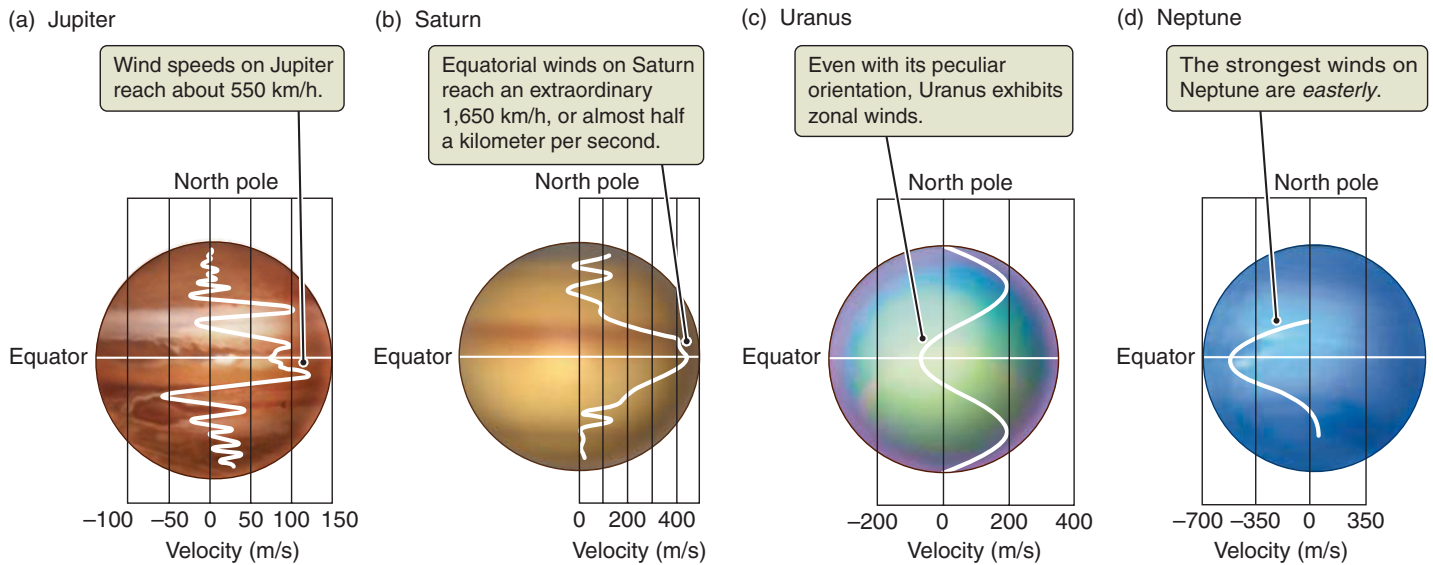 (a) Jupiter
Wind speeds on Jupiter
reach about 550 km/h.
North pole
Equator
–100 –50 0 50 100 150
Velocity (m/s)
(b) Saturn
Equatorial winds on Saturn
reach an extraordinary
1,650 km/h, or almost half
a kilometer per second.
North pole
Equator
0 200 400
Velocity (m/s)
(c) Uranus
Even with its peculiar
orientation, Uranus exhibits
zonal winds.
North pole
Equator
–200 0 200 400
Velocity (m/s)
(d) Neptune
The strongest winds on
Neptune are easterly.
North pole
Equator
–700 –350 0 350
Velocity (m/s)